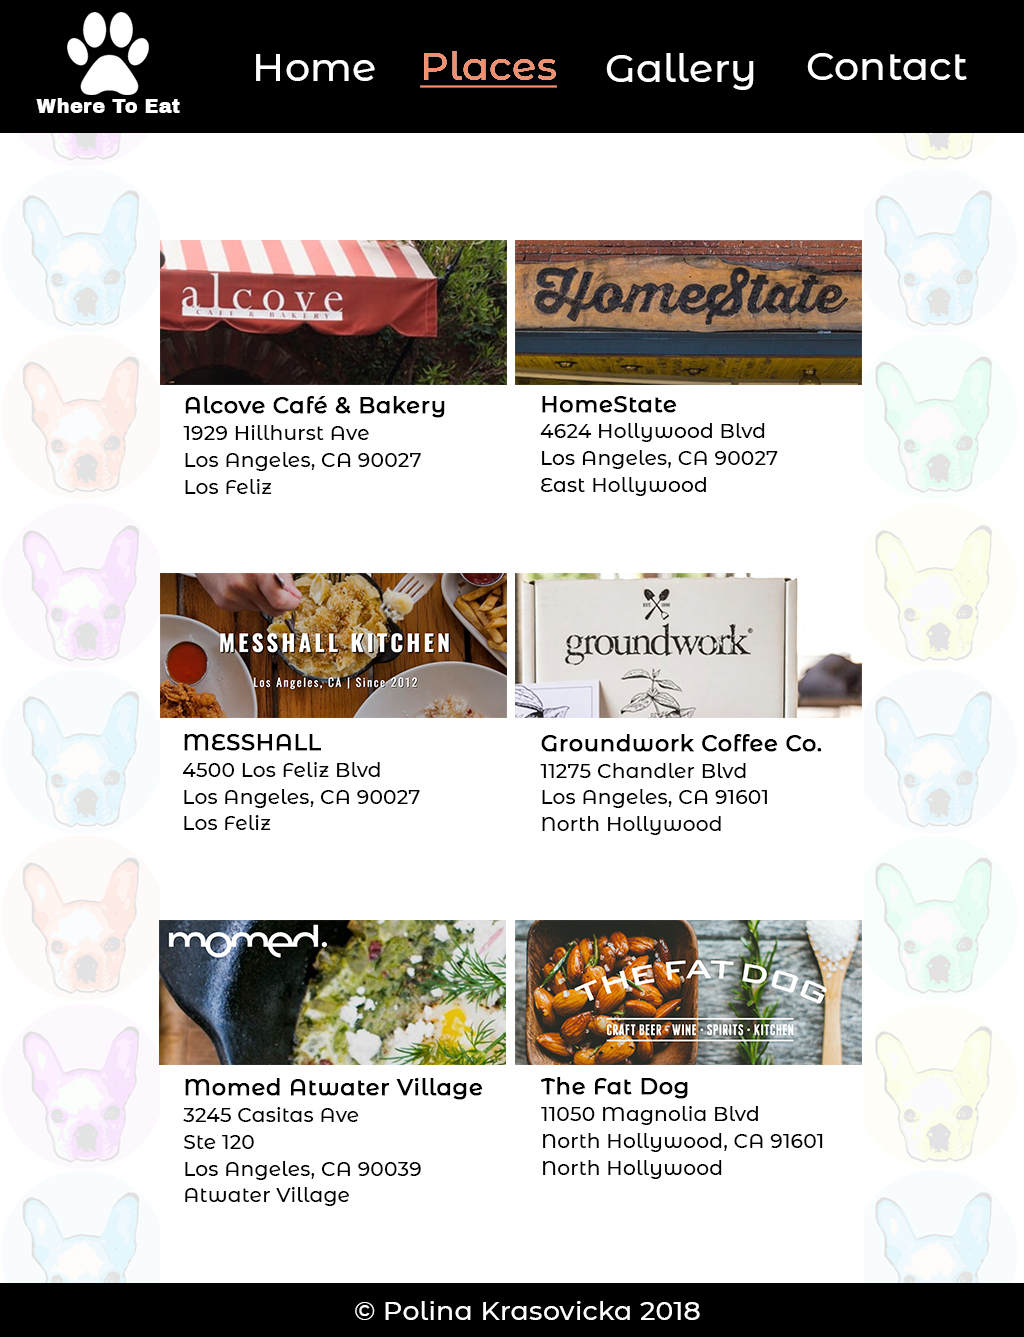 Where To Eat
Home Places Gallery Contact
alcove
CAFE & BAKERY
HomeState
Alcove Café & Bakery
1929 Hillhurst Ave
Los Angeles, CA 90027
Los Feliz
HomeState
4624 Hollywood Blvd
Los Angeles, CA 90027
East Hollywood
MESSHALL KITCHEN
Los Angeles, CA | Since 2012
groundwork®
MESSHALL
4500 Los Feliz Blvd
Los Angeles, CA 90027
Los Feliz
Groundwork Coffee Co.
11275 Chandler Blvd
Los Angeles, CA 91601
North Hollywood
momed.
THE FAT DOG
CRAFT BEER · WINE · SPIRITS · KITCHEN
Momed Atwater Village
3245 Casitas Ave
Ste 120
Los Angeles, CA 90039
Atwater Village
The Fat Dog
11050 Magnolia Blvd
North Hollywood, CA 91601
North Hollywood
© Polina Krasovicka 2018